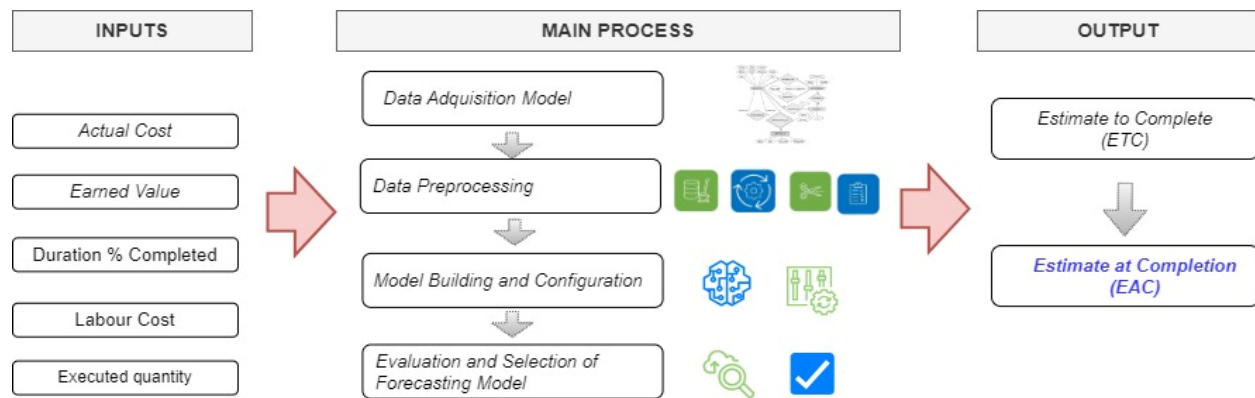 INPUTS
Actual Cost
Earned Value
Duration % Completed
Labour Cost
Executed quantity
MAIN PROCESS
Data Adquisition Model
Data Preprocessing
Model Building and Configuration
Evaluation and Selection of
Forecasting Model
OUTPUT
Estimate to Complete
(ETC)
Estimate at Completion
(EAC)